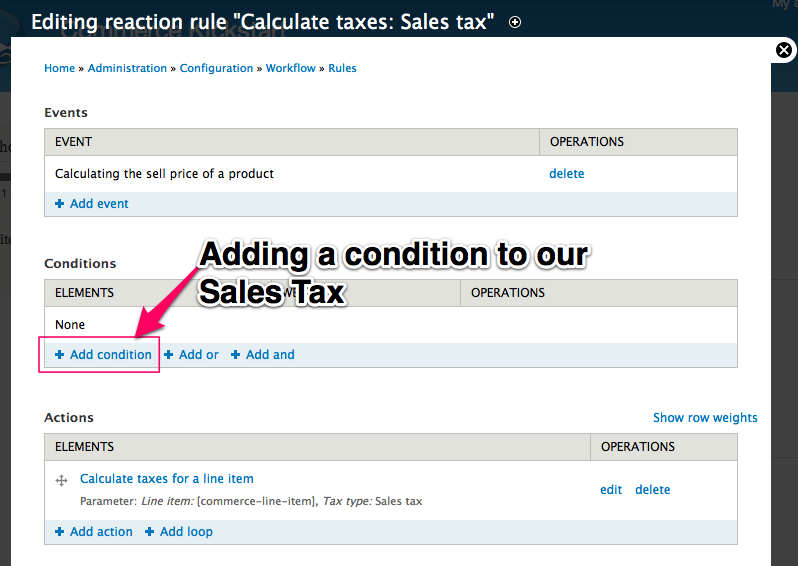 My a
Editing reaction rule "Calculate taxes: Sales tax"
Commerce Kickstart
Home » Administration » Configuration » Workflow » Rules
Events
EVENT OPERATIONS
Calculating the sell price of a product delete
Add event
Adding a condition to our
Sales Tax
Conditions
ELEMENTS OPERATIONS
None
Add condition Add or Add and
Actions Show row weights
ELEMENTS OPERATIONS
Calculate taxes for a line item
Parameter: Line item: [commerce-line-item], Tax type: Sales tax
edit delete
Add action Add loop